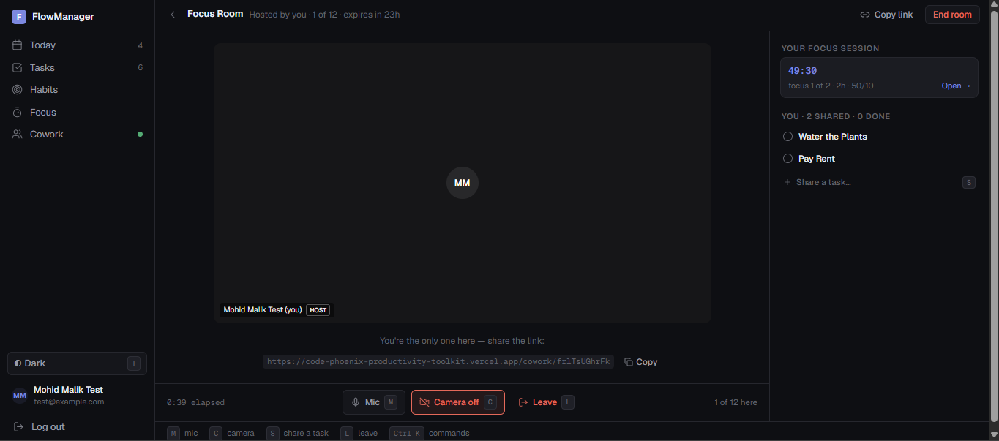 F FlowManager
Today 4
Tasks 6
Habits
Focus
Cowork
Dark T
MM Mohid Malik Test
test@example.com
Log out
Focus Room Hosted by you · 1 of 12 · expires in 23h
Copy link
End room
MM
Mohid Malik Test (you) HOST
You're the only one here — share the link:
https://code-phoenix-productivity-toolkit.vercel.app/cowork/frlTsUGhrFk Copy
0:39 elapsed
Mic M
Camera off C
Leave L
1 of 12 here
M mic C camera S share a task L leave Ctrl K commands
YOUR FOCUS SESSION
49:30
focus 1 of 2 · 2h · 50/10 Open →
YOU · 2 SHARED · 0 DONE
Water the Plants
Pay Rent
+ Share a task... S